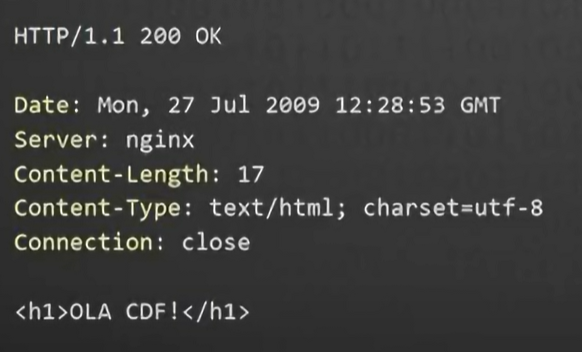 HTTP/1.1 200 OK
Date: Mon, 27 Jul 2009 12:28:53 GMT
Server: nginx
Content-Length: 17
Content-Type: text/html; charset=utf-8
Connection: close
<h1>OLA CDF!</h1>